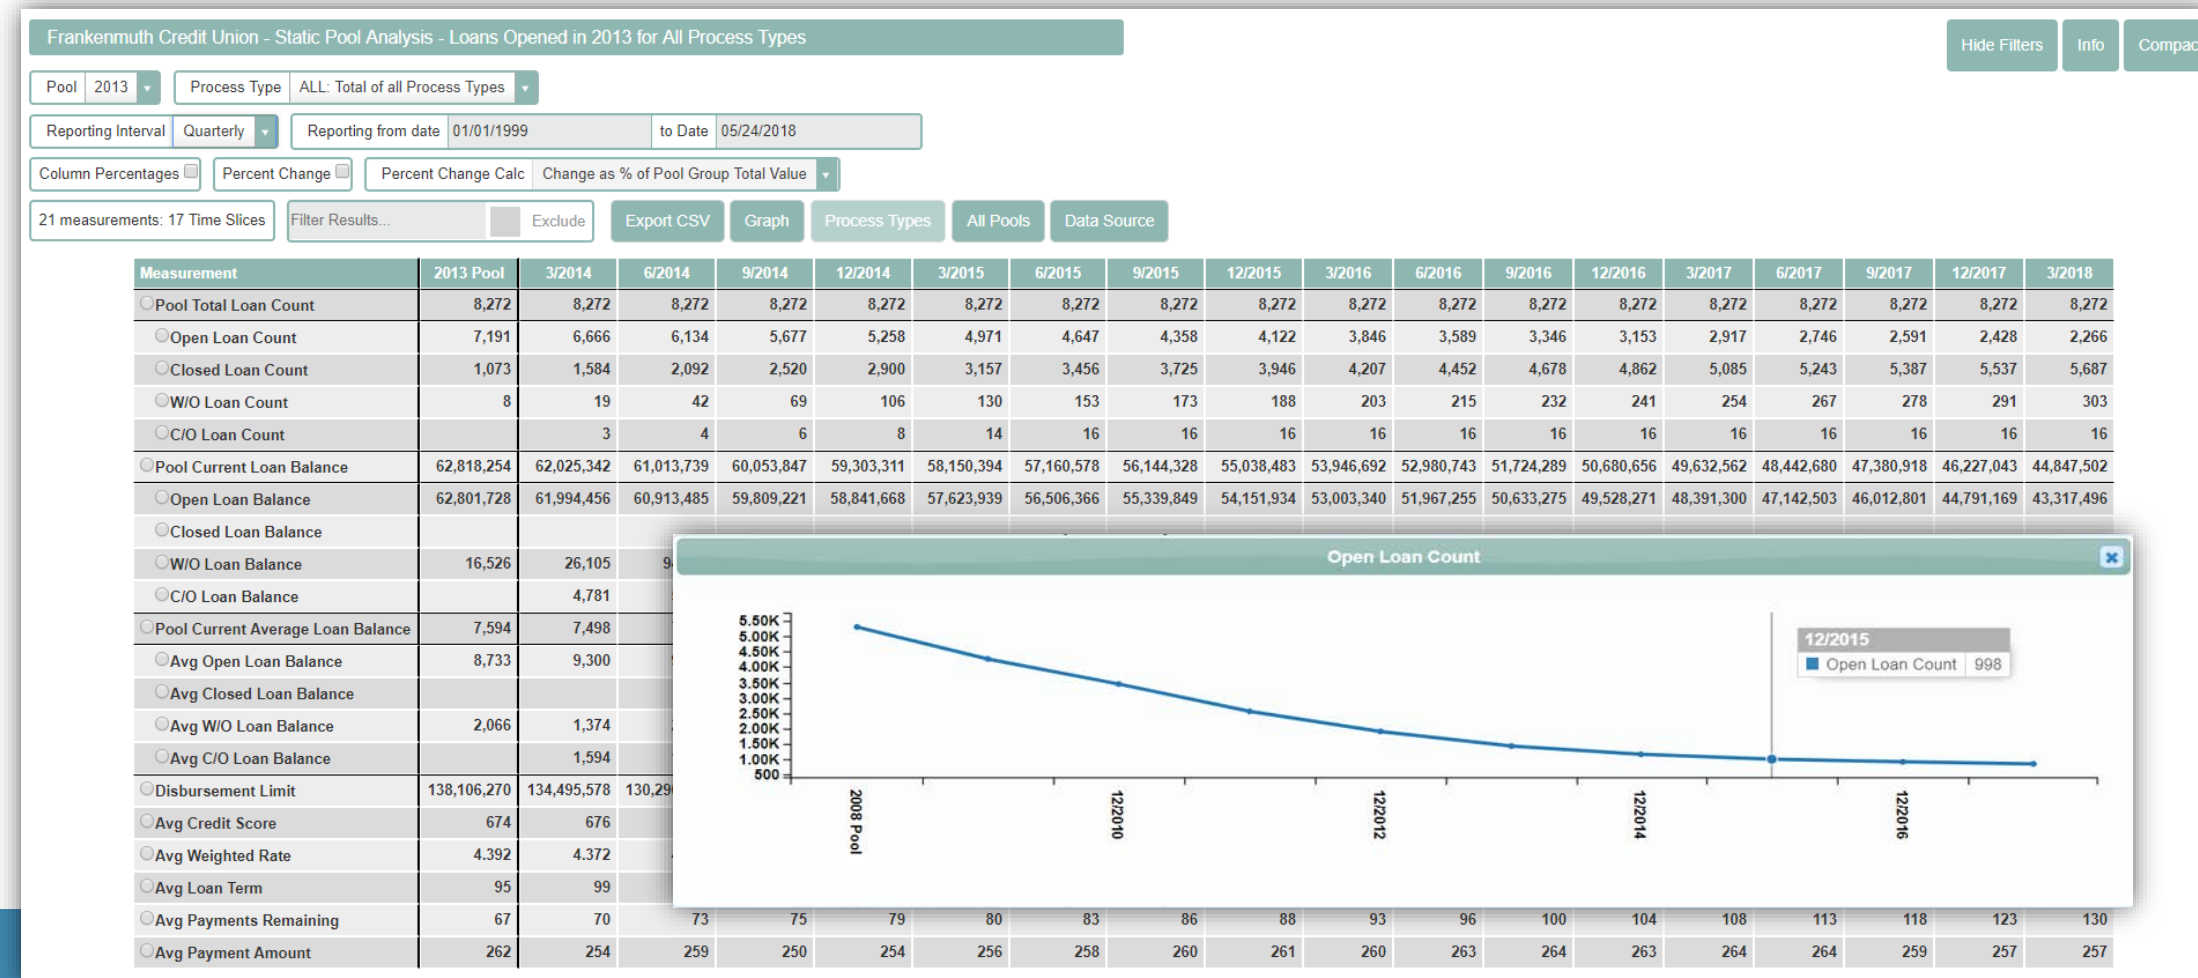 Frankenmuth Credit Union - Static Pool Analysis - Loans Opened in 2013 for All Process Types
Hide Filters Info Compac
Pool 2013 Process Type ALL: Total of all Process Types
Reporting Interval Quarterly Reporting from date 01/01/1999 to Date 05/24/2018
Column Percentages Percent Change Percent Change Calc Change as % of Pool Group Total Value
21 measurements: 17 Time Slices Filter Results... Exclude Export CSV Graph Process Types All Pools Data Source
Measurement 2013 Pool 3/2014 6/2014 9/2014 12/2014 3/2015 6/2015 9/2015 12/2015 3/2016 6/2016 9/2016 12/2016 3/2017 6/2017 9/2017 12/2017 3/2018
Pool Total Loan Count 8,272 8,272 8,272 8,272 8,272 8,272 8,272 8,272 8,272 8,272 8,272 8,272 8,272 8,272 8,272 8,272 8,272 8,272
Open Loan Count 7,191 6,666 6,134 5,677 5,258 4,971 4,647 4,358 4,122 3,846 3,589 3,346 3,153 2,917 2,746 2,591 2,428 2,266
Closed Loan Count 1,073 1,584 2,092 2,520 2,900 3,157 3,456 3,725 3,946 4,207 4,452 4,678 4,862 5,085 5,243 5,387 5,537 5,687
W/O Loan Count 8 19 42 69 106 130 153 173 188 203 215 232 241 254 267 278 291 303
C/O Loan Count 3 4 6 8 14 16 16 16 16 16 16 16 16 16 16 16 16
Pool Current Loan Balance 62,818,254 62,025,342 61,013,739 60,053,847 59,303,311 58,150,394 57,160,578 56,144,328 55,038,483 53,946,692 52,980,743 51,724,289 50,680,656 49,632,562 48,442,680 47,380,918 46,227,043 44,847,502
Open Loan Balance 62,801,728 61,994,456 60,913,485 59,809,221 58,841,668 57,623,939 56,506,366 55,339,849 54,151,934 53,003,340 51,967,255 50,633,275 49,528,271 48,391,300 47,142,503 46,012,801 44,791,169 43,317,496
Closed Loan Balance
W/O Loan Balance 16,526 26,105
C/O Loan Balance 4,781
Pool Current Average Loan Balance 7,594 7,498
Avg Open Loan Balance 8,733 9,300
Avg Closed Loan Balance
Avg W/O Loan Balance 2,066 1,374
Avg C/O Loan Balance 1,594
Disbursement Limit 138,106,270 134,495,578
Avg Credit Score 674 676
Avg Weighted Rate 4.392 4.372
Avg Loan Term 95 99
Avg Payments Remaining 67 70 73 75 79 80 83 86 88 93 96 100 104 108 113 118 123 130
Avg Payment Amount 262 254 259 250 254 256 258 260 261 260 263 264 263 264 264 259 257 257
Open Loan Count
5.50K
5.00K
4.50K
4.00K
3.50K
3.00K
2.50K
2.00K
1.50K
1.00K
500
12/2015
Open Loan Count 998
2008 Pool 12/2010 12/2012 12/2014 12/2016